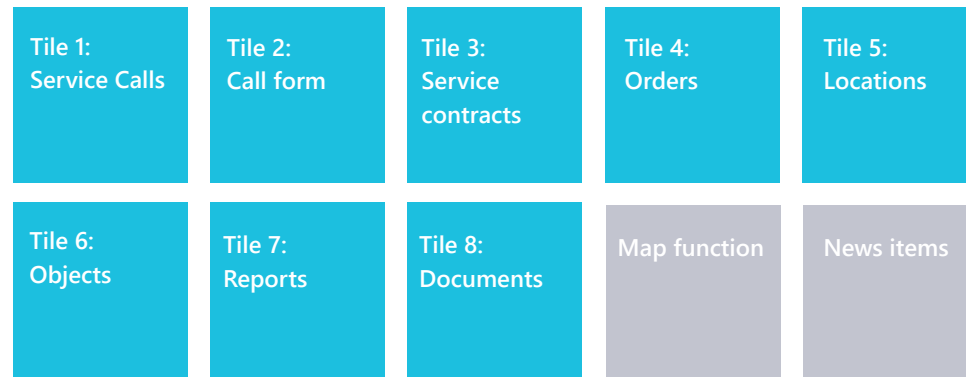 Tile 1:
Service Calls
Tile 2:
Call form
Tile 3:
Service
contracts
Tile 4:
Orders
Tile 5:
Locations
Tile 6:
Objects
Tile 7:
Reports
Tile 8:
Documents
Map function
News items